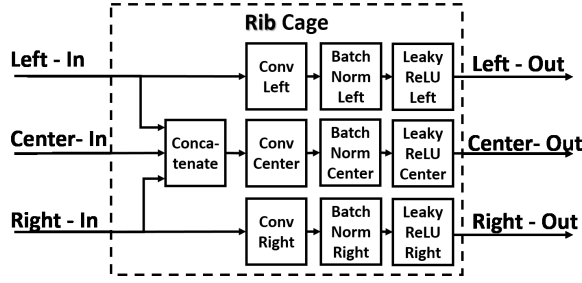 Rib Cage
Left - In
Conv
Left
Batch
Norm
Left
Leaky
ReLU
Left
Left - Out
Center- In
Conca-
tenate
Conv
Center
Batch
Norm
Center
Leaky
ReLU
Center
Center- Out
Right - In
Conv
Right
Batch
Norm
Right
Leaky
ReLU
Right
Right - Out